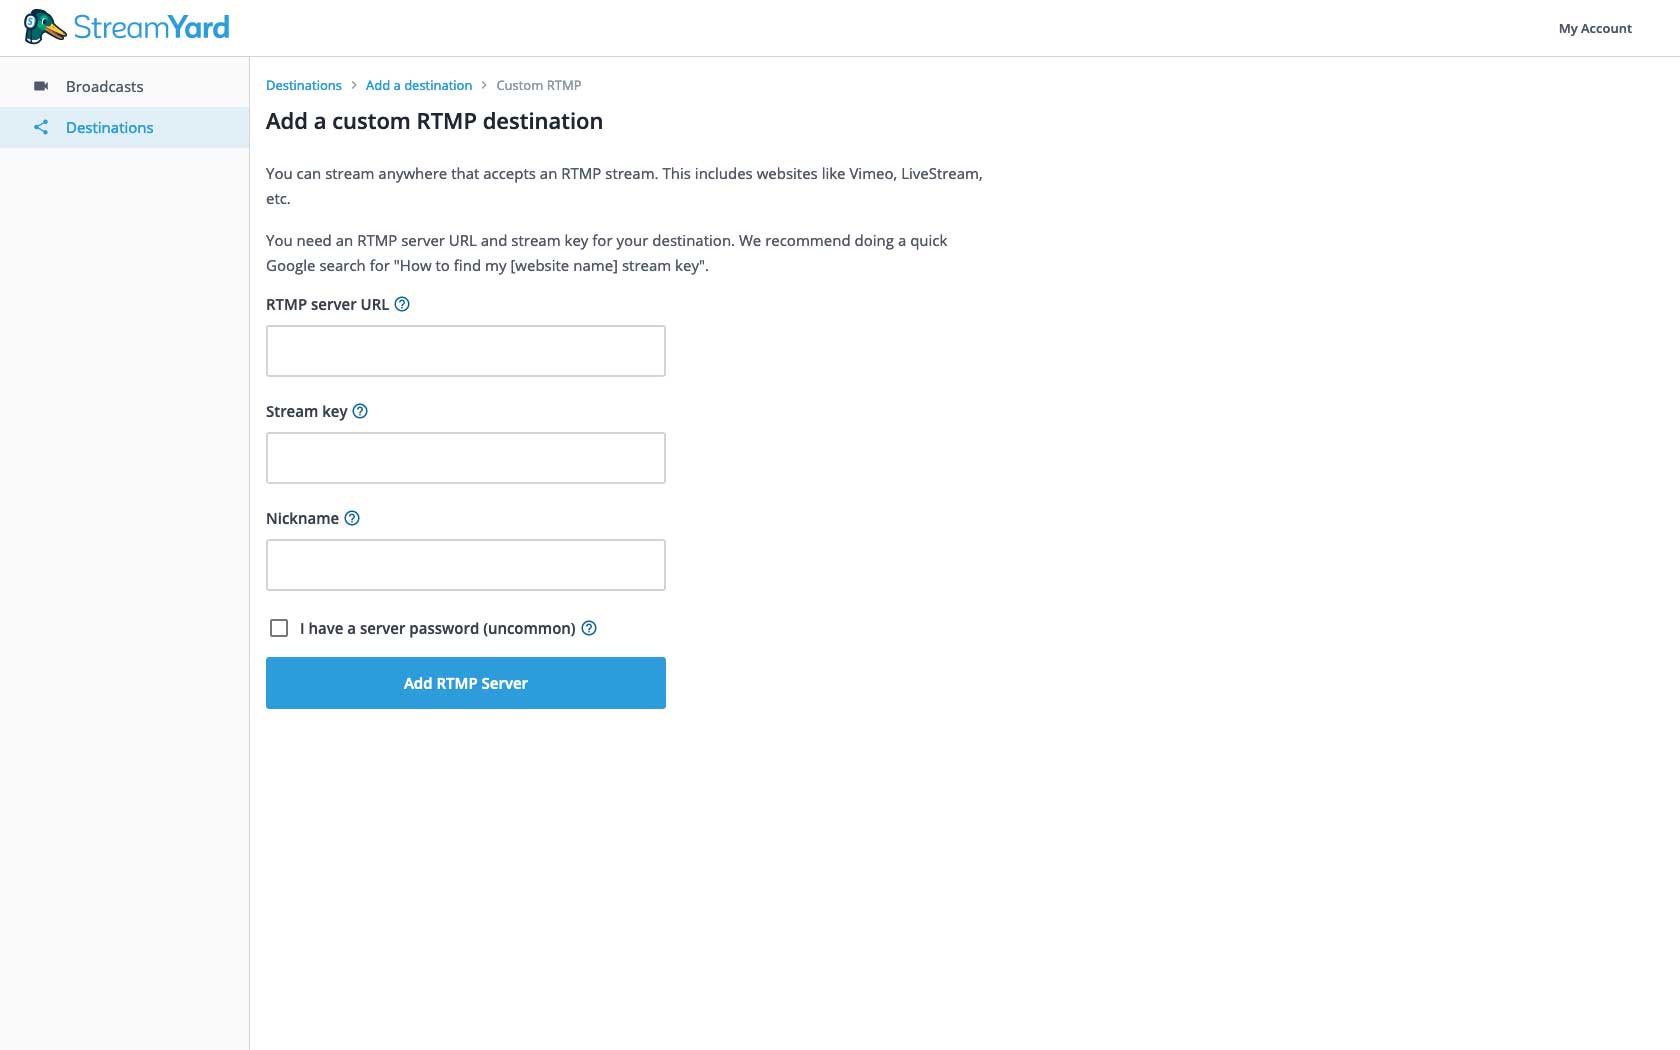 StreamYard
My Account
Broadcasts
Destinations
Destinations > Add a destination > Custom RTMP
Add a custom RTMP destination
You can stream anywhere that accepts an RTMP stream. This includes websites like Vimeo, LiveStream,
etc.
You need an RTMP server URL and stream key for your destination. We recommend doing a quick
Google search for "How to find my [website name] stream key".
RTMP server URL ?
Stream key ?
Nickname ?
I have a server password (uncommon) ?
Add RTMP Server